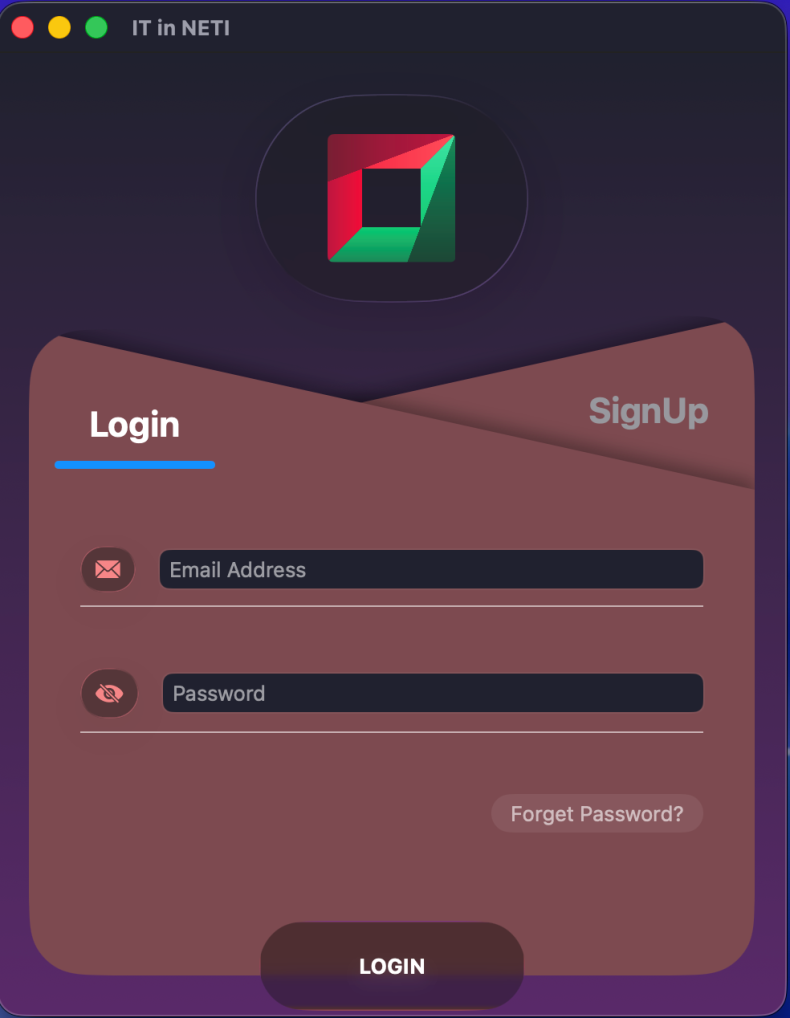 IT in NETI
Login
SignUp
Email Address
Password
Forget Password?
LOGIN